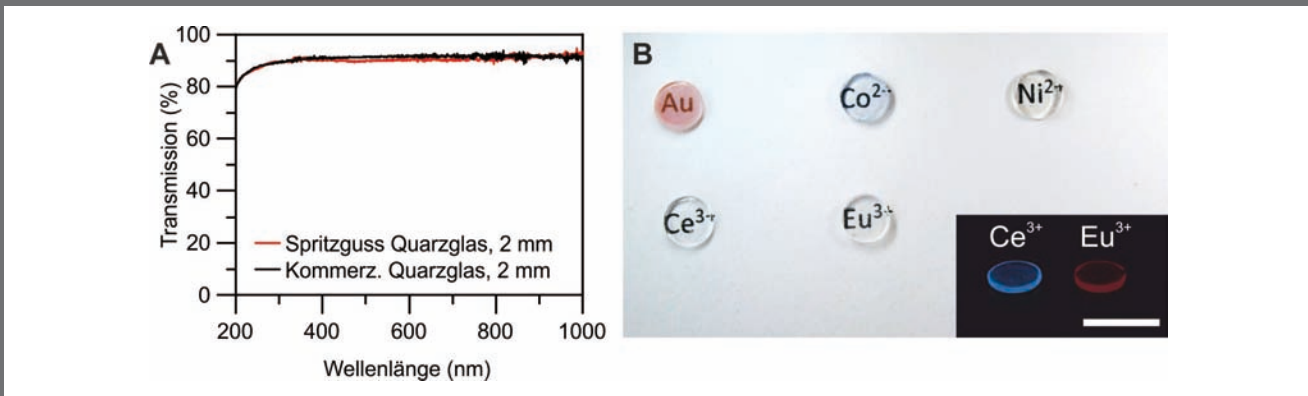 A
100
80
60
40
20
0
Transmission (%)
Spritzguss Quarzglas, 2 mm
Kommerz. Quarzglas, 2 mm
200
400
600
800
1000
Wellenlänge (nm)
B
Au
Co²⁺
Ni²⁺
Ce³⁺
Eu³⁺
Ce³⁺
Eu³⁺